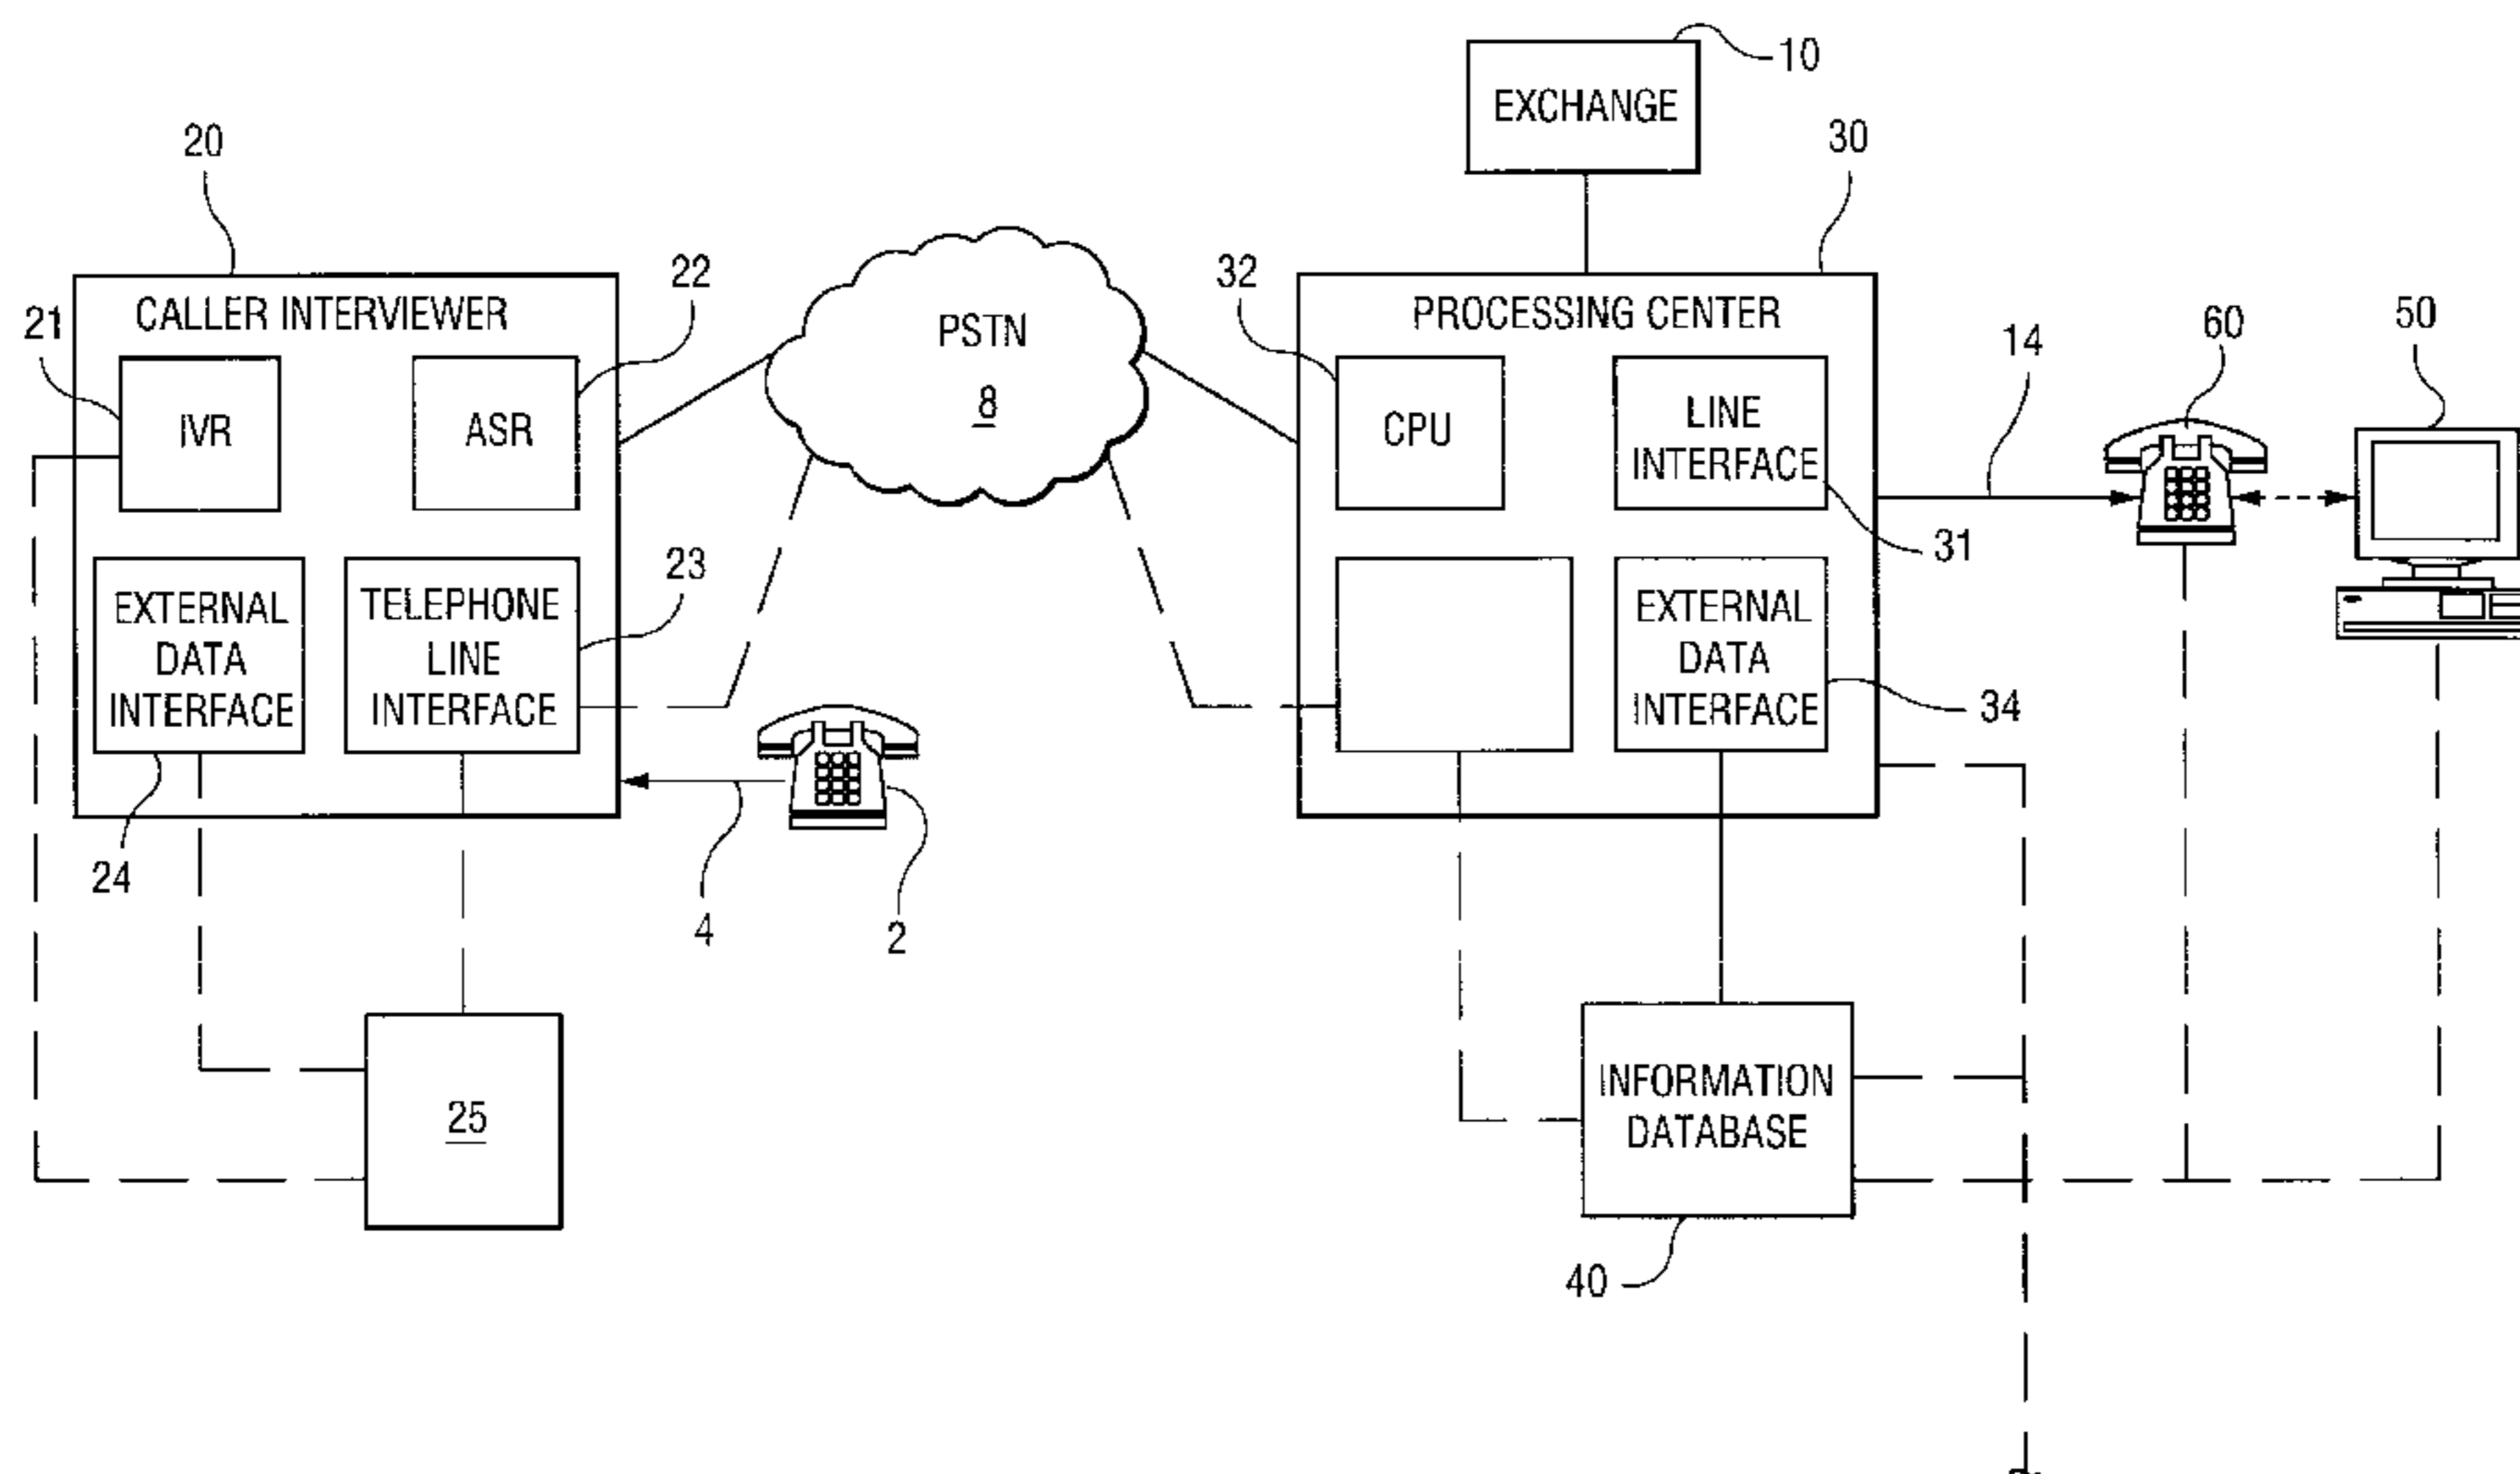 EXCHANGE
10
20
30
CALLER INTERVIEWER
21
22
IVR
ASR
EXTERNAL
DATA
INTERFACE
24
TELEPHONE
LINE
INTERFACE
23
25
4
2
PSTN
8
PROCESSING CENTER
32
CPU
LINE
INTERFACE
31
EXTERNAL
DATA
INTERFACE
34
14
60
50
INFORMATION
DATABASE
40